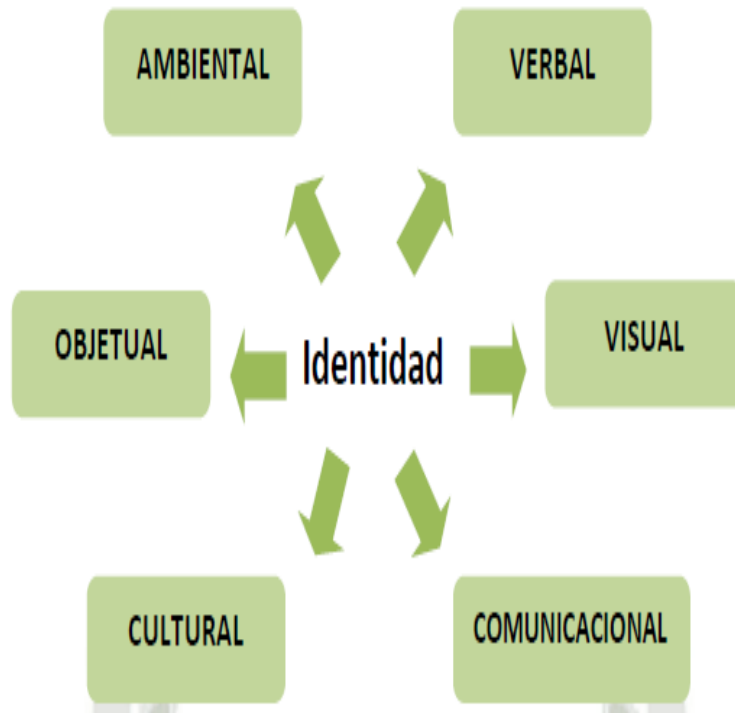 AMBIENTAL
VERBAL
OBJETUAL
Identidad
VISUAL
CULTURAL
COMUNICACIONAL